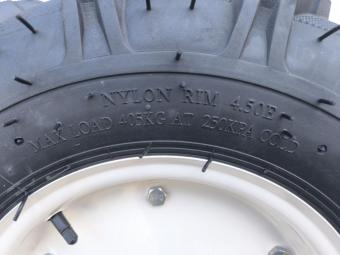 NYLON RIM 4.50E
MAX LOAD 405KG AT 250KPA COLD